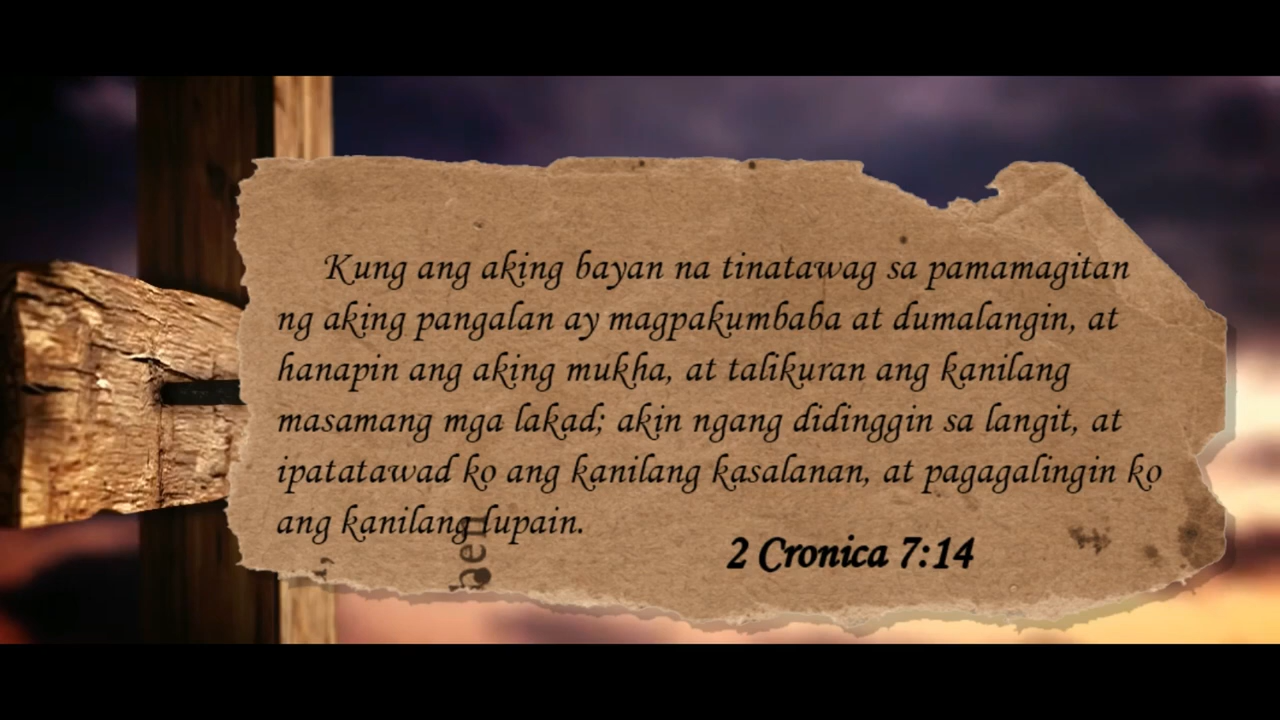 Kung ang aking bayan na tinatawag sa pamamagitan
ng aking pangalan ay magpakumbaba at dumalangin, at
hanapin ang aking mukha, at talikuran ang kanilang
masamang mga lakad; akin ngang didinggin sa langit, at
ipatatawad ko ang kanilang kasalanan, at pagagalingin ko
ang kanilang lupain.
2 Cronica 7:14